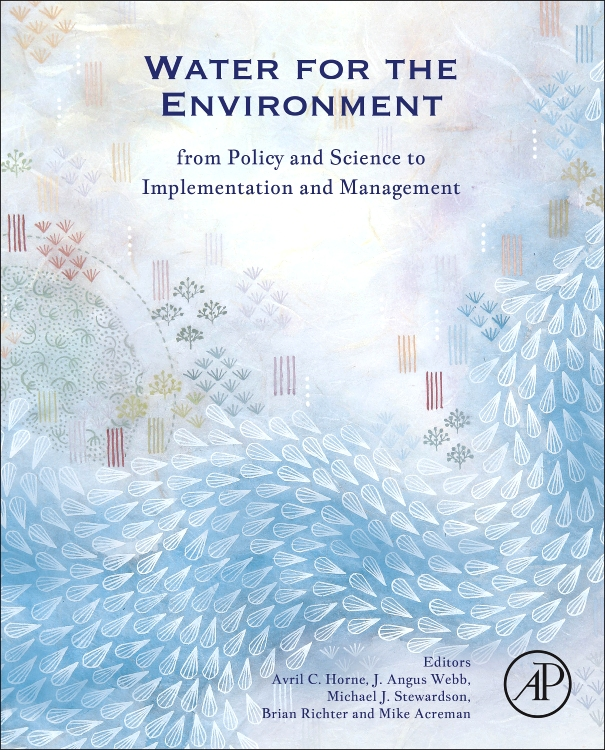 WATER FOR THE
ENVIRONMENT
from Policy and Science to
Implementation and Management
Editors
Avril C. Horne, J. Angus Webb,
Michael J. Stewardson,
Brian Richter and Mike Acreman
AP